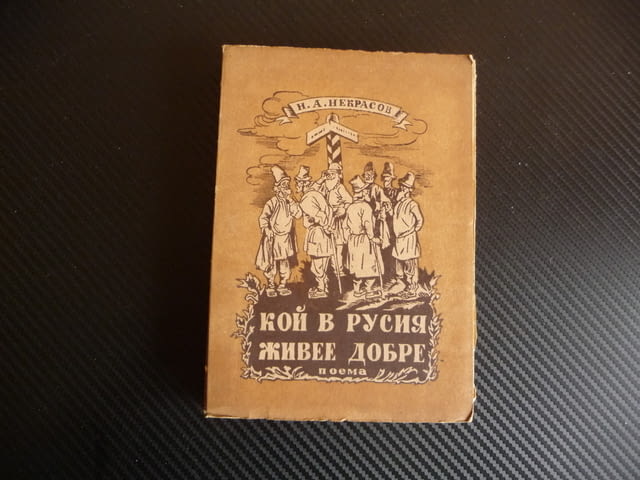 Н. А. НЕКРАСОВ
КОЙ В РУСИЯ
ЖИВЕЕ ДОБРЕ
поема